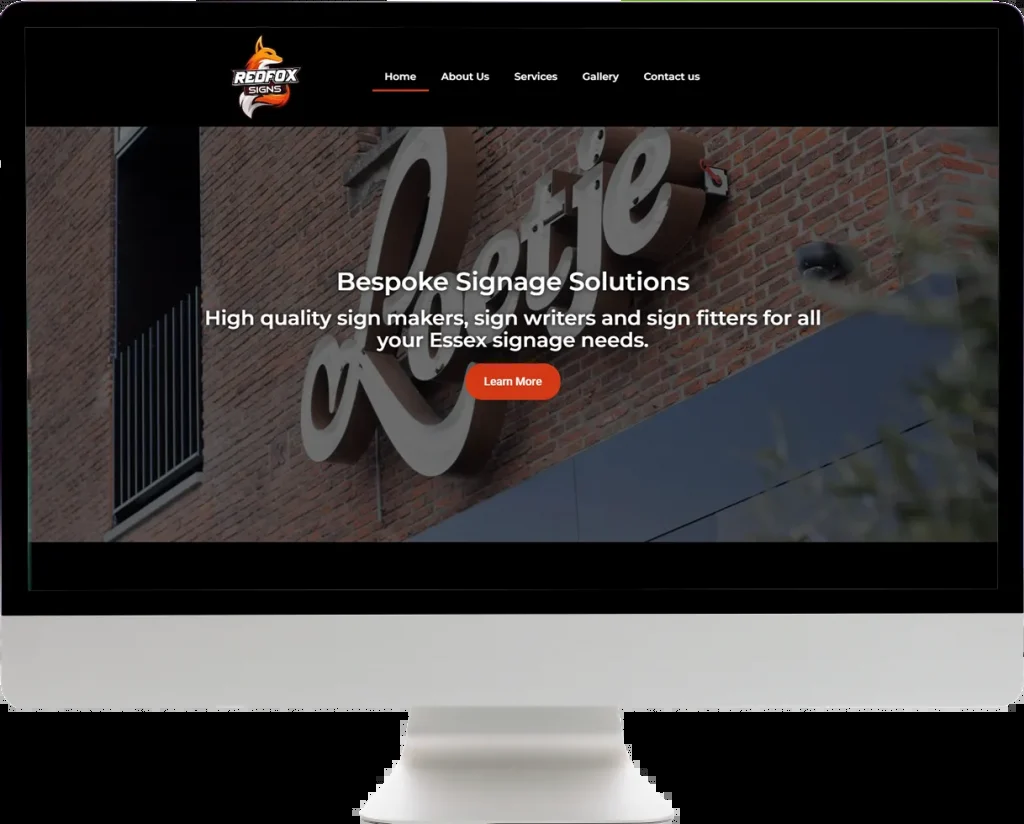 REDFOX
SIGNS
Home About Us Services Gallery Contact us
Loetje
Bespoke Signage Solutions
High quality sign makers, sign writers and sign fitters for all
your Essex signage needs.
Learn More